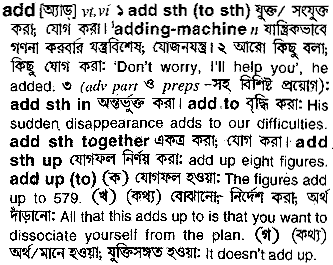 add [অ্যাড্] vt,vi ১ add sth (to sth) যুক্ত/ সংযুক্ত
করা; যোগ করা। 'adding-machine n যান্ত্রিকভাবে
গণনা করবার যন্ত্রবিশেষ; যোজনযন্ত্র। ২ আরো কিছু বলা;
কিছু যোগ করা: 'Don't worry, I'll help you', he
added. ৩ (adv part ও preps -সহ বিশিষ্ট প্রয়োগ):
add sth in অন্তর্ভুক্ত করা। add to বৃদ্ধি করা: His
sudden disappearance adds to our difficulties.
add sth together একত্র করা; যোগ করা। add
sth up যোগফল নির্ণয় করা: add up eight figures.
add up (to) (ক) যোগফল হওয়া: The figures add
up to 579. (খ) (কথ্য) বোঝানো; নির্দেশ করা; অর্থ
দাঁড়ানো: All that this adds up to is that you want to
dissociate yourself from the plan. (গ) (কথ্য)
অর্থ/মানে হওয়া; যুক্তিসঙ্গত হওয়া: It doesn't add up.